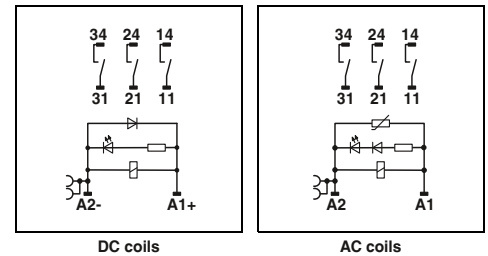 34 24 14
31 21 11
A2- A1+
DC coils
34 24 14
31 21 11
A2 A1
AC coils